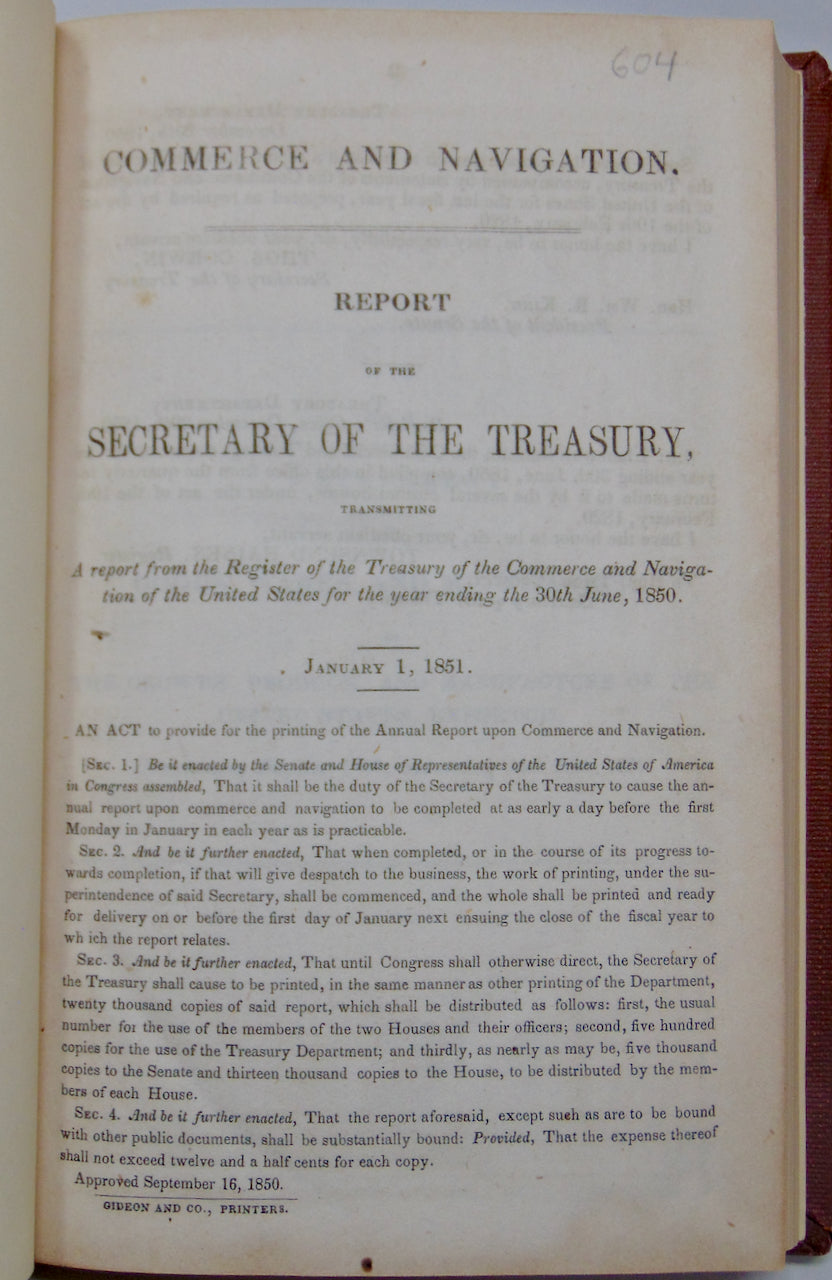 604
COMMERCE AND NAVIGATION.
REPORT
OF THE
SECRETARY OF THE TREASURY,
TRANSMITTING
A report from the Register of the Treasury of the Commerce and Naviga-
tion of the United States for the year ending the 30th June, 1850.
JANUARY 1, 1851.
AN ACT to provide for the printing of the Annual Report upon Commerce and Navigation.
[SEC. 1.] Be it enacted by the Senate and House of Representatives of the United States of America
in Congress assembled, That it shall be the duty of the Secretary of the Treasury to cause the an-
nual report upon commerce and navigation to be completed at as early a day before the first
Monday in January in each year as is practicable.
SEC. 2. And be it further enacted, That when completed, or in the course of its progress to-
wards completion, if that will give despatch to the business, the work of printing, under the su-
perintendence of said Secretary, shall be commenced, and the whole shall be printed and ready
for delivery on or before the first day of January next ensuing the close of the fiscal year to
wh ich the report relates.
SEC. 3. And be it further enacted, That until Congress shall otherwise direct, the Secretary of
the Treasury shall cause to be printed, in the same manner as other printing of the Department,
twenty thousand copies of said report, which shall be distributed as follows: first, the usual
number for the use of the members of the two Houses and their officers; second, five hundred
copies for the use of the Treasury Department; and thirdly, as nearly as may be, five thousand
copies to the Senate and thirteen thousand copies to the House, to be distributed by the mem-
bers of each House.
SEC. 4. And be it further enacted, That the report aforesaid, except such as are to be bound
with other public documents, shall be substantially bound: Provided, That the expense thereof
shall not exceed twelve and a half cents for each copy.
Approved September 16, 1850.
GIDEON AND CO., PRINTERS.